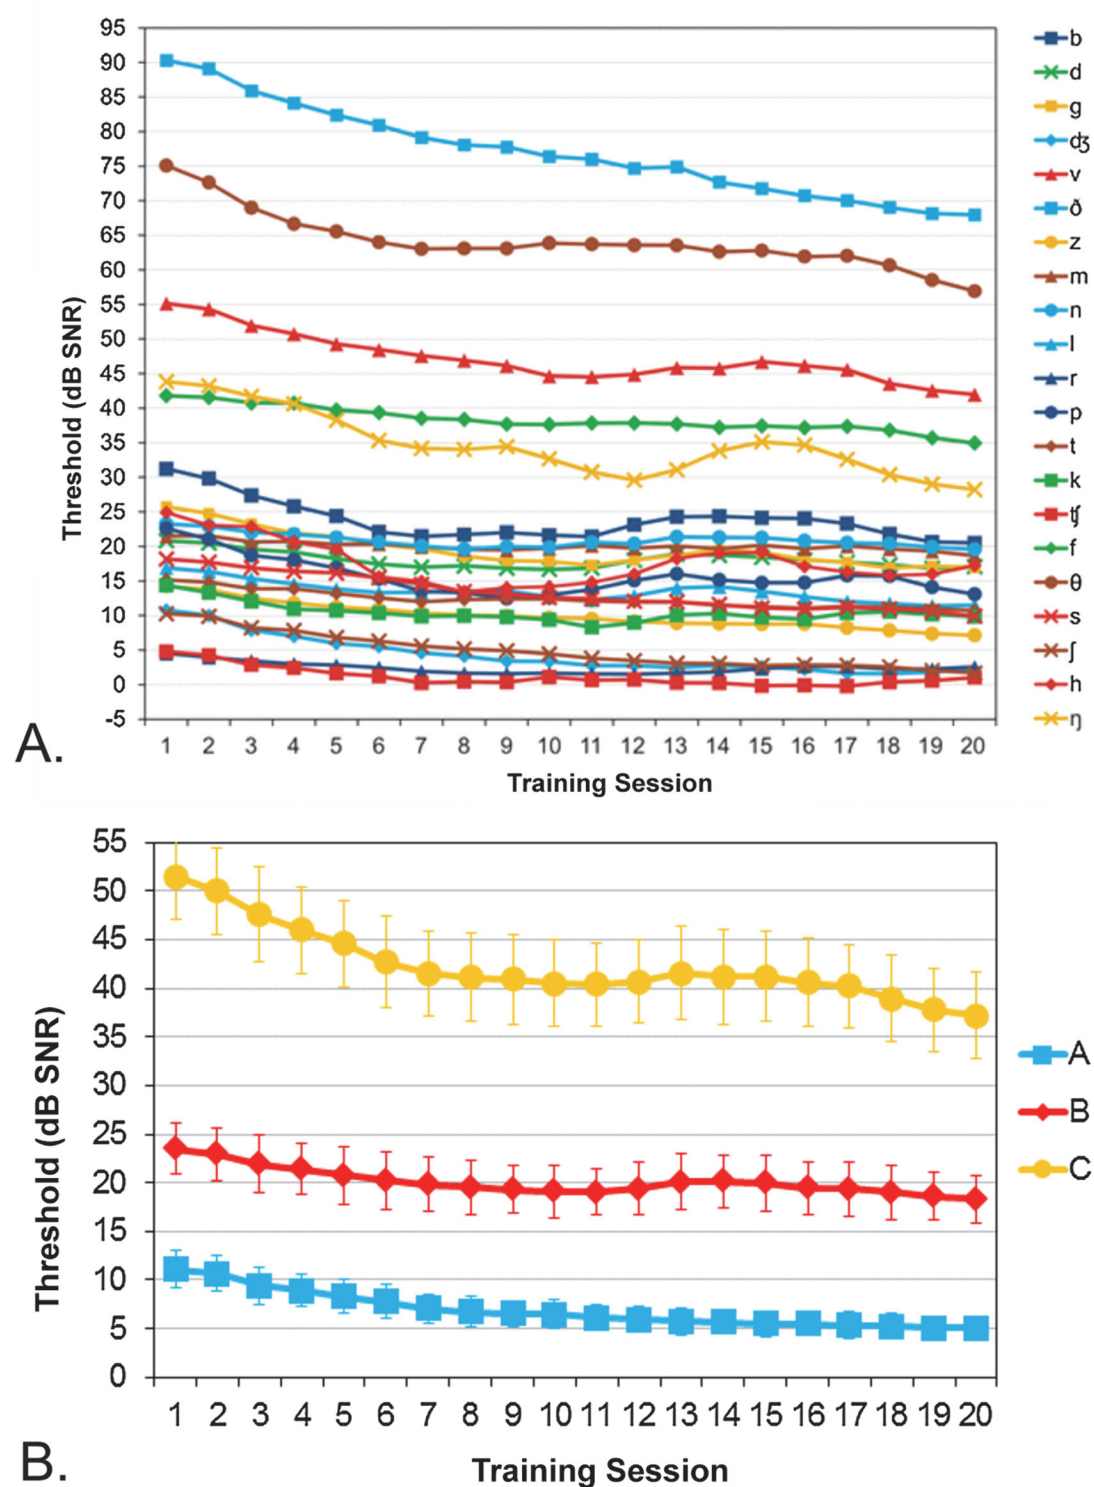 95
90
85
80
75
70
65
60
55
50
45
40
35
30
25
20
15
10
5
0
-5
Threshold (dB SNR)
1 2 3 4 5 6 7 8 9 10 11 12 13 14 15 16 17 18 19 20
Training Session
A.
b
d
g
ʤ
v
ð
z
m
n
l
r
p
t
k
ʧ
f
θ
s
ʃ
h
ŋ
55
50
45
40
35
30
25
20
15
10
5
0
Threshold (dB SNR)
1 2 3 4 5 6 7 8 9 10 11 12 13 14 15 16 17 18 19 20
Training Session
B.
A
B
C